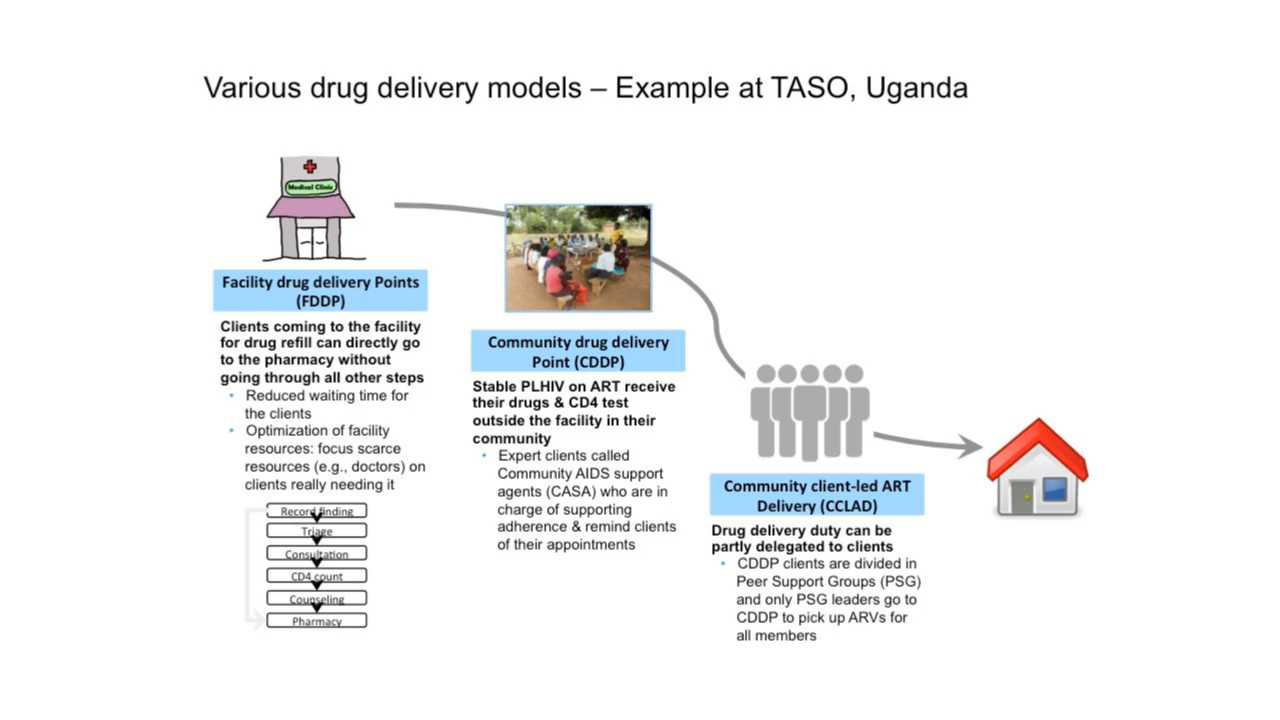 Various drug delivery models – Example at TASO, Uganda
Medical Clinic
Facility drug delivery Points
(FDDP)
Clients coming to the facility
for drug refill can directly go
to the pharmacy without
going through all other steps
• Reduced waiting time for
the clients
• Optimization of facility
resources: focus scarce
resources (e.g., doctors) on
clients really needing it
Record finding
Triage
Consultation
CD4 count
Counseling
Pharmacy
Community drug delivery
Point (CDDP)
Stable PLHIV on ART receive
their drugs & CD4 test
outside the facility in their
community
• Expert clients called
Community AIDS support
agents (CASA) who are in
charge of supporting
adherence & remind clients
of their appointments
Community client-led ART
Delivery (CCLAD)
Drug delivery duty can be
partly delegated to clients
• CDDP clients are divided in
Peer Support Groups (PSG)
and only PSG leaders go to
CDDP to pick up ARVs for
all members